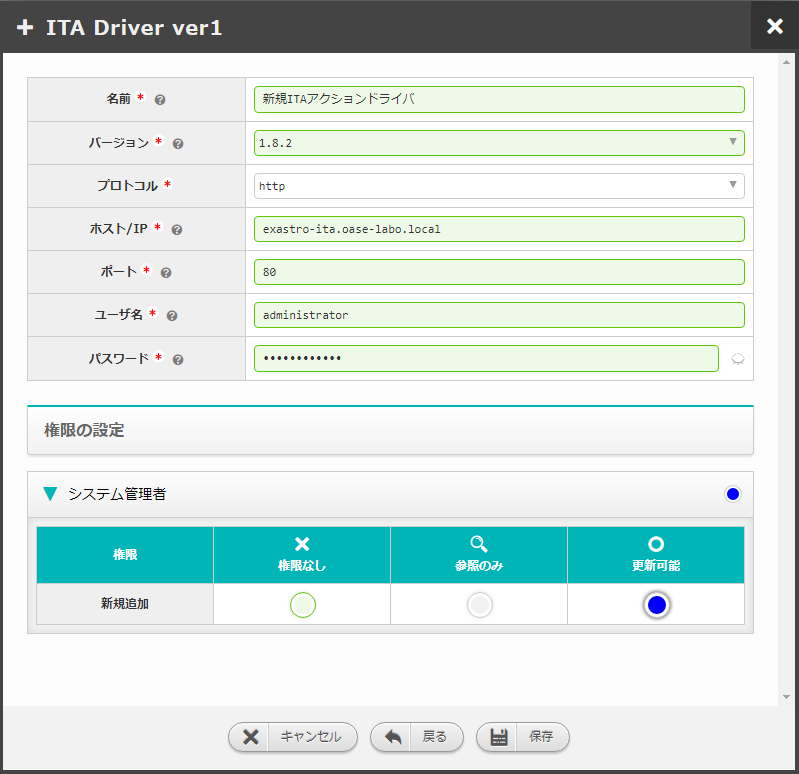 ITA Driver ver1
名前 *
新規ITAアクションドライバ
バージョン *
1.8.2
プロトコル *
http
ホスト/IP *
exastro-ita.oase-labo.local
ポート *
80
ユーザ名 *
administrator
パスワード *
••••••••••••
権限の設定
システム管理者
権限
権限なし
参照のみ
更新可能
新規追加
キャンセル
戻る
保存